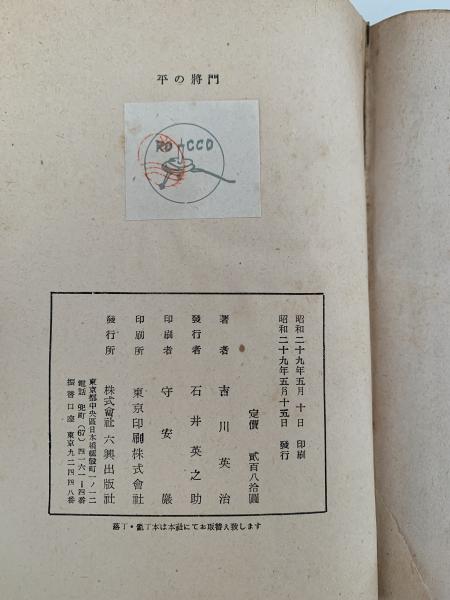 平の將門
RO CCO
昭和二十九年五月十日 印刷
昭和二十九年五月十五日 發行
定價 貳百八拾圓
著者 吉川英治
發行者 石井英之助
印刷者 守安巖
印刷所 東京印刷株式會社
發行所 株式會社六興出版社
東京都中央區日本橋蠣殼町一ノ一二
電話 兜町(67)四一六一─四番
振替口座 東京九二四四八番
落丁・亂丁本は本社にてお取替え致します